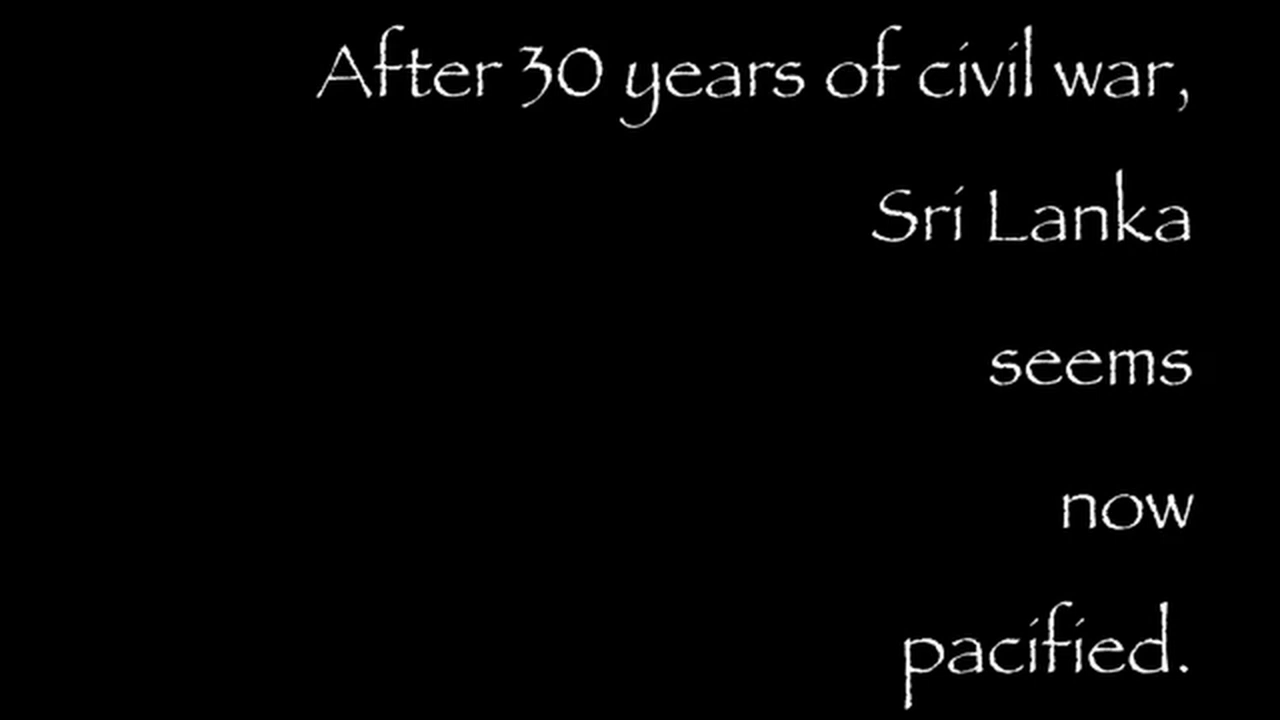 After 30 years of civil war,
Sri Lanka
seems
now
pacified.